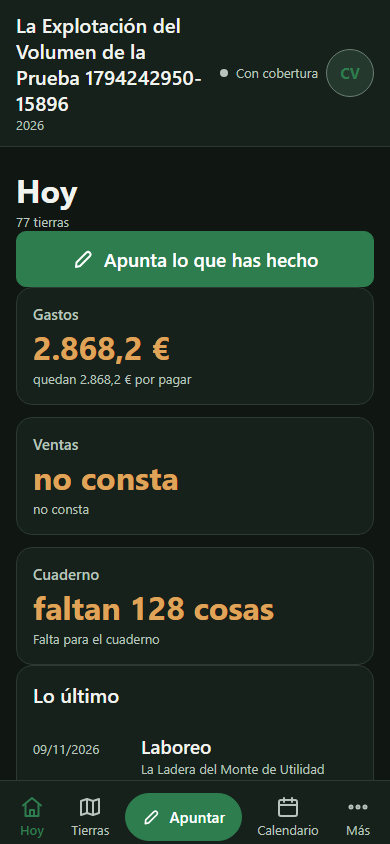 La Explotación del
Volumen de la
Prueba 1794242950-
15896
2026
Con cobertura
CV
Hoy
77 tierras
Apunta lo que has hecho
Gastos
2.868,2 €
quedan 2.868,2 € por pagar
Ventas
no consta
no consta
Cuaderno
faltan 128 cosas
Falta para el cuaderno
Lo último
09/11/2026
Laboreo
La Ladera del Monte de Utilidad
Hoy
Tierras
Apuntar
Calendario
Más